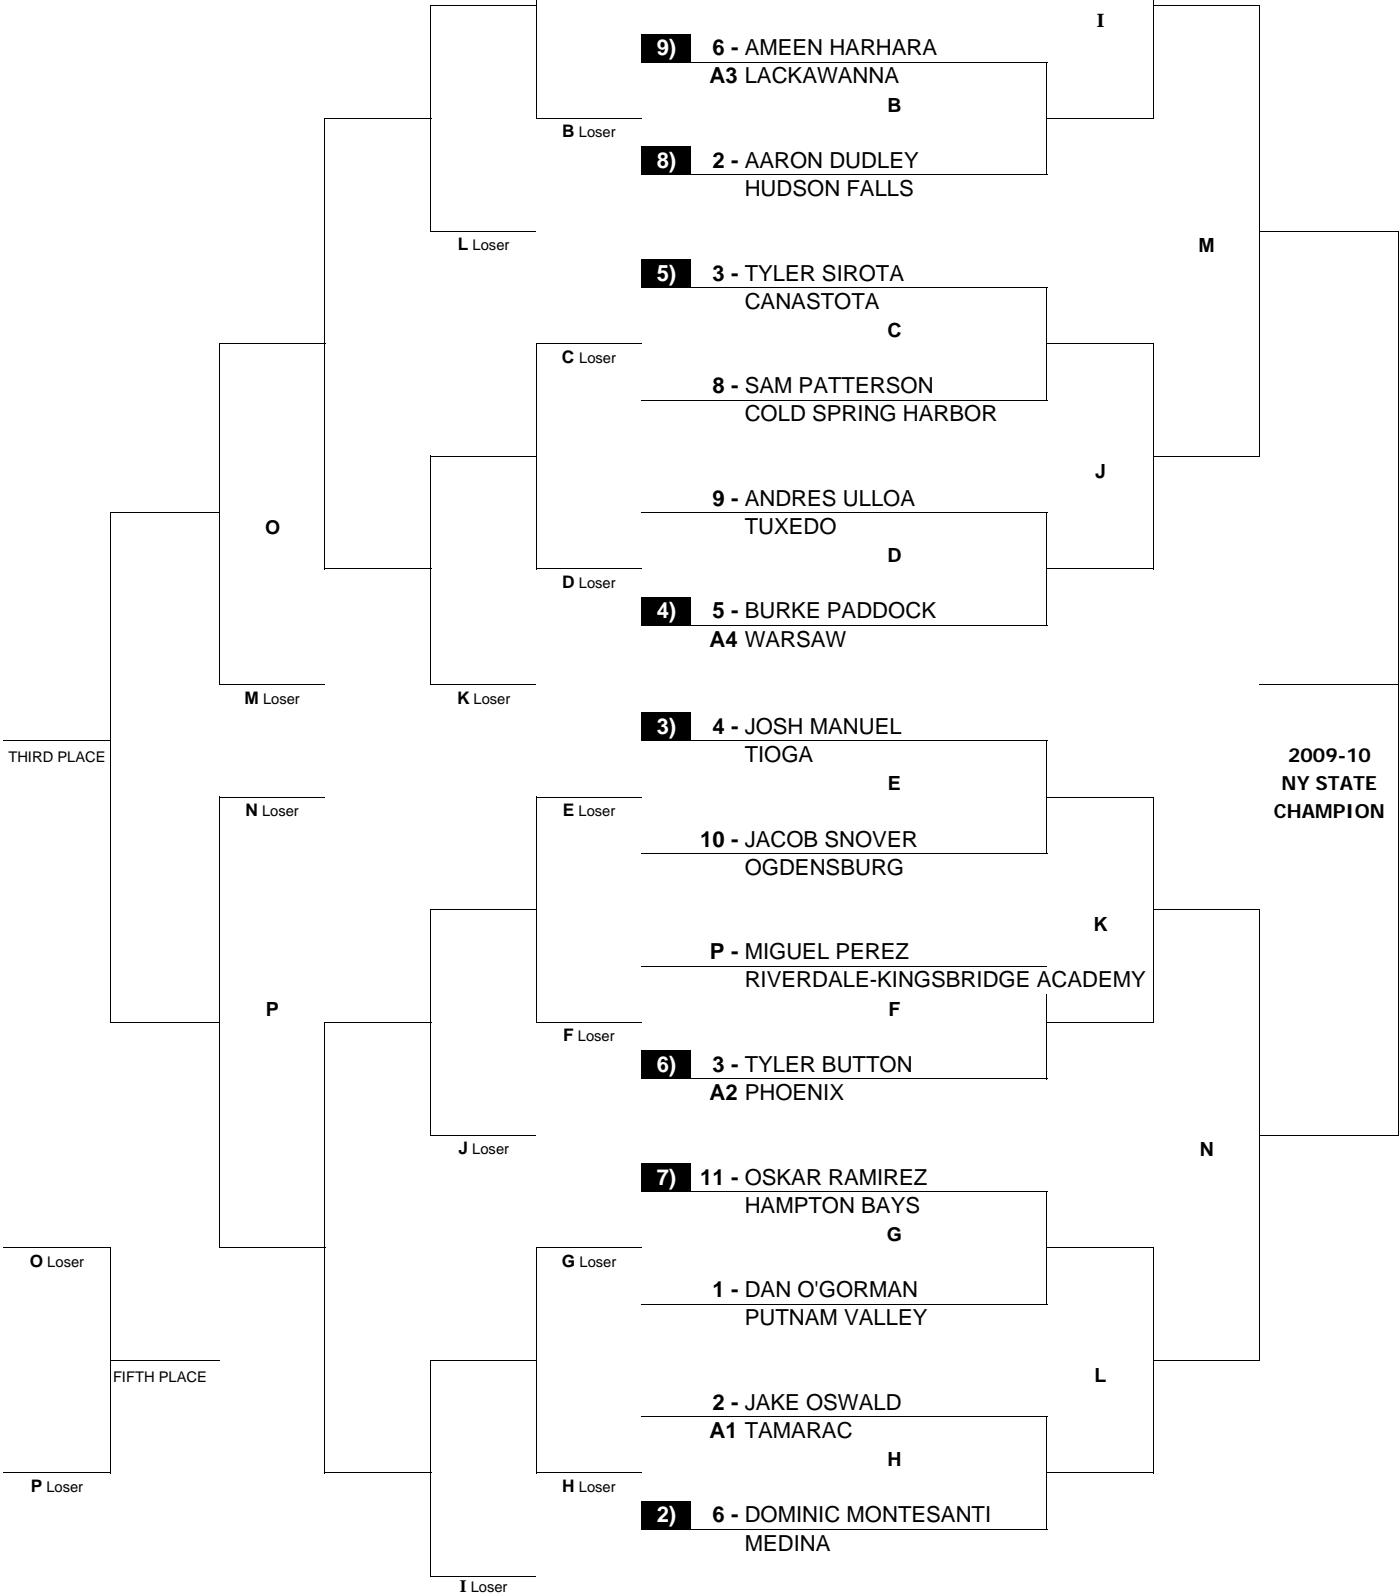 I
9) 6 - AMEEN HARHARA
A3 LACKAWANNA
B
B Loser
8) 2 - AARON DUDLEY
HUDSON FALLS
L Loser
M
5) 3 - TYLER SIROTA
CANASTOTA
C
C Loser
8 - SAM PATTERSON
COLD SPRING HARBOR
J
9 - ANDRES ULLOA
TUXEDO
O
D
D Loser
4) 5 - BURKE PADDOCK
A4 WARSAW
M Loser
K Loser
3) 4 - JOSH MANUEL
TIOGA
THIRD PLACE
2009-10
NY STATE
CHAMPION
E
N Loser
E Loser
10 - JACOB SNOVER
OGDENSBURG
K
P - MIGUEL PEREZ
RIVERDALE-KINGSBRIDGE ACADEMY
P
F
F Loser
6) 3 - TYLER BUTTON
A2 PHOENIX
J Loser
N
7) 11 - OSKAR RAMIREZ
HAMPTON BAYS
G
O Loser
G Loser
1 - DAN O'GORMAN
PUTNAM VALLEY
FIFTH PLACE
L
2 - JAKE OSWALD
A1 TAMARAC
H
P Loser
H Loser
2) 6 - DOMINIC MONTESANTI
MEDINA
I Loser